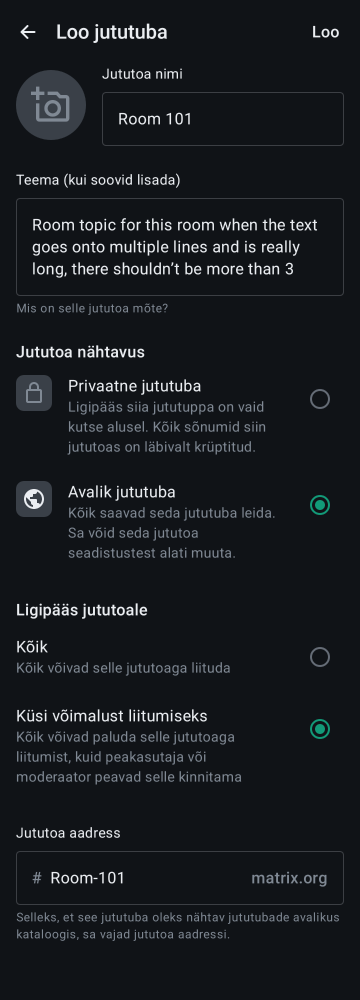 Loo jututuba
Loo
Jututoa nimi
Room 101
Teema (kui soovid lisada)
Room topic for this room when the text
goes onto multiple lines and is really
long, there shouldn’t be more than 3
Mis on selle jututoa mõte?
Jututoa nähtavus
Privaatne jututuba
Ligipääs siia jututuppa on vaid
kutse alusel. Kõik sõnumid siin
jututoas on läbivalt krüptitud.
Avalik jututuba
Kõik saavad seda jututuba leida.
Sa võid seda jututoa
seadistustest alati muuta.
Ligipääs jututoale
Kõik
Kõik võivad selle jututoaga liituda
Küsi võimalust liitumiseks
Kõik võivad paluda selle jututoaga
liitumist, kuid peakasutaja või
moderaator peavad selle kinnitama
Jututoa aadress
# Room-101 matrix.org
Selleks, et see jututuba oleks nähtav jututubade avalikus
kataloogis, sa vajad jututoa aadressi.